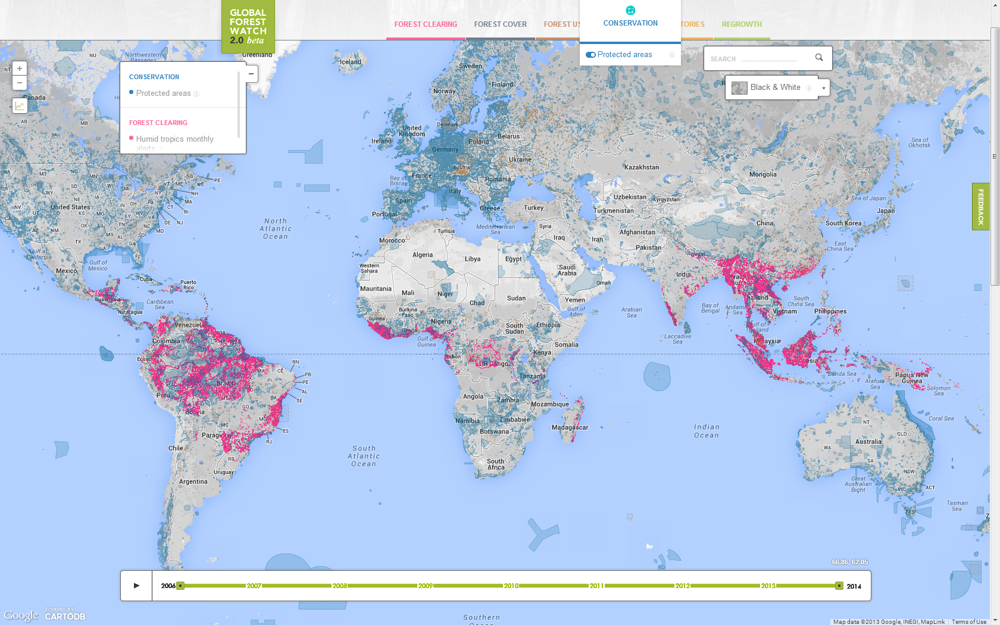 GLOBAL
FOREST
WATCH
2.0 beta
FOREST CLEARING
FOREST COVER
FOREST US
CONSERVATION
TORIES
REGROWTH
Protected areas
SEARCH
Black & White
CONSERVATION
Protected areas
FOREST CLEARING
Humid tropics monthly
alerts
FEEDBACK
Greenland
Iceland
NU
Northwestern
Passages
NT
Canada
AB
MB
Sweden
Finland
Norway
Denmark
United
Kingdom
Ireland
Germany
Poland
Belarus
Ukraine
Austria
France
Romania
Bay of
Biscay
Italy
Spain
Portugal
Greece
Turkey
Mediterranean
Sea
Kazakhstan
Mongolia
Uzbekistan
Kyrgyzstan
Turkmenistan
Afghanistan
Pakistan
China
South Korea
Japan
Sea of Japan
Sea of
Okhotsk
East
China Sea
NB
PE
WA
MT
ND
MN
OR
ID
SD
WI
MI
VT
ME
NS
WY
NY
NH
NV
UT
CO
KS
MO
IL
IN
OH
PA
CT
MA
RI
United States
CA
AZ
NM
OK
AR
TN
KY
WV
VA
DE
NJ
NC
MD
TX
MS
AL
SC
GA
LA
FL
Gulf of
California
Gulf of
Mexico
Mexico
Cuba
Puerto
Rico
Guatemala
Caribbean
Sea
Nicaragua
North
Atlantic
Ocean
Morocco
Tunisia
Algeria
Libya
Egypt
Western
Sahara
Mauritania
Mali
Niger
Chad
Sudan
Syria
Iraq
Iran
Saudi
Arabia
Oman
Yemen
Gulf of
Aden
Arabian
Sea
Burkina
Faso
Guinea
Ghana
Nigeria
Gulf of
Guinea
South
Sudan
Ethiopia
Somalia
Kenya
Gabon
DR Congo
Tanzania
Angola
Zambia
Mozambique
Namibia
Zimbabwe
Botswana
Madagascar
South
Africa
Nepal
India
Bay of
Bengal
Laccadive
Sea
Thailand
Vietnam
South
China Sea
Philippines
Banda Sea
Arafura
Sea
Papua New
Guinea
Solomon
Sea
Coral Sea
NT
QLD
WA
Australia
SA
NSW
VIC
ACT
TAS
Great
Australian
Bight
Tasman
Sea
Indian
Ocean
Venezuela
Colombia
Peru
Brazil
Bolivia
RN
CE
PB
PI
PE
AL
BA
SE
GO
MG
MS
ES
RJ
RS
Paraguay
Chile
Uruguay
Argentina
South
Atlantic
Ocean
Southern
66.86, 62.05
2006 2007 2008 2009 2010 2011 2012 2013 2014
Google
POWERED BY
CARTODB
Map data ©2013 Google, INEGI, MapLink
Terms of Use